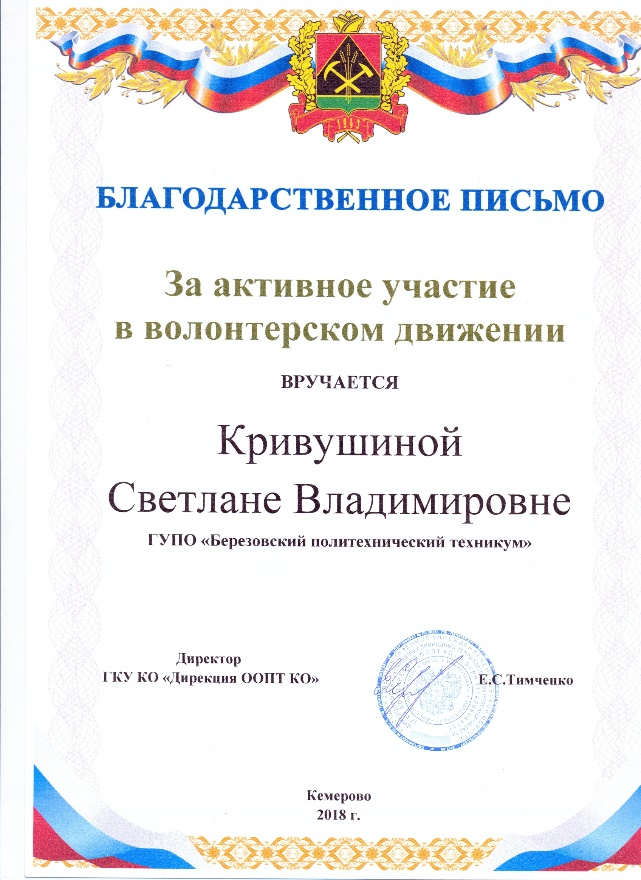 БЛАГОДАРСТВЕННОЕ ПИСЬМО
За активное участие
в волонтерском движении
ВРУЧАЕТСЯ
Кривушиной
Светлане Владимировне
ГУПО «Березовский политехнический техникум»
Директор
ГКУ КО «Дирекция ООПТ КО»
Е.С.Тимченко
Кемерово
2018 г.